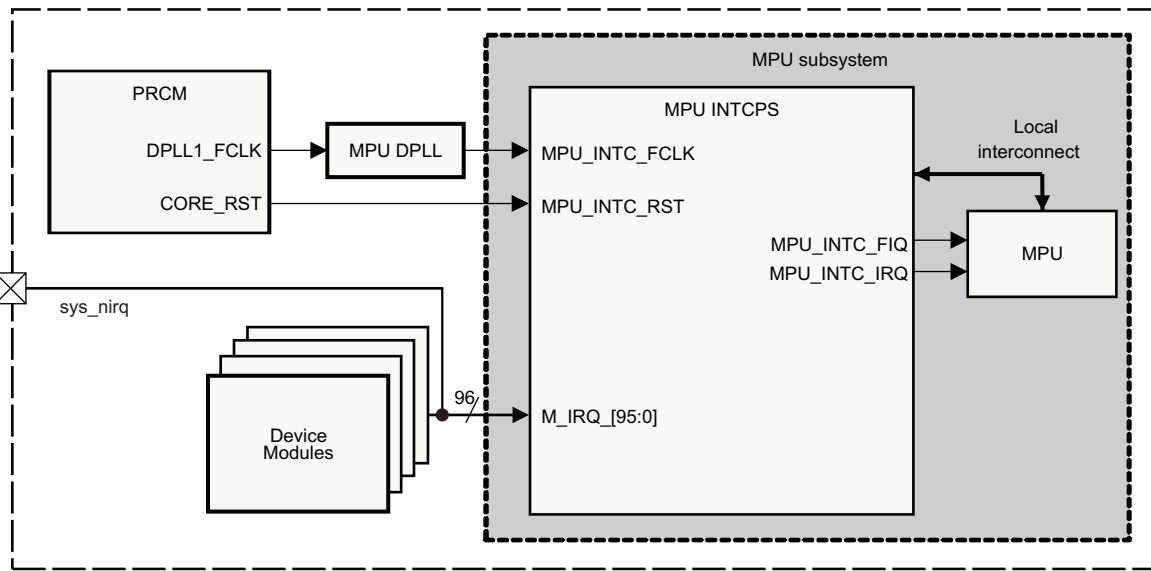 MPU subsystem
PRCM
DPLL1_FCLK
CORE_RST
MPU DPLL
MPU INTCPS
MPU_INTC_FCLK
MPU_INTC_RST
Local
interconnect
MPU_INTC_FIQ
MPU_INTC_IRQ
MPU
sys_nirq
Device
Modules
96
M_IRQ_[95:0]